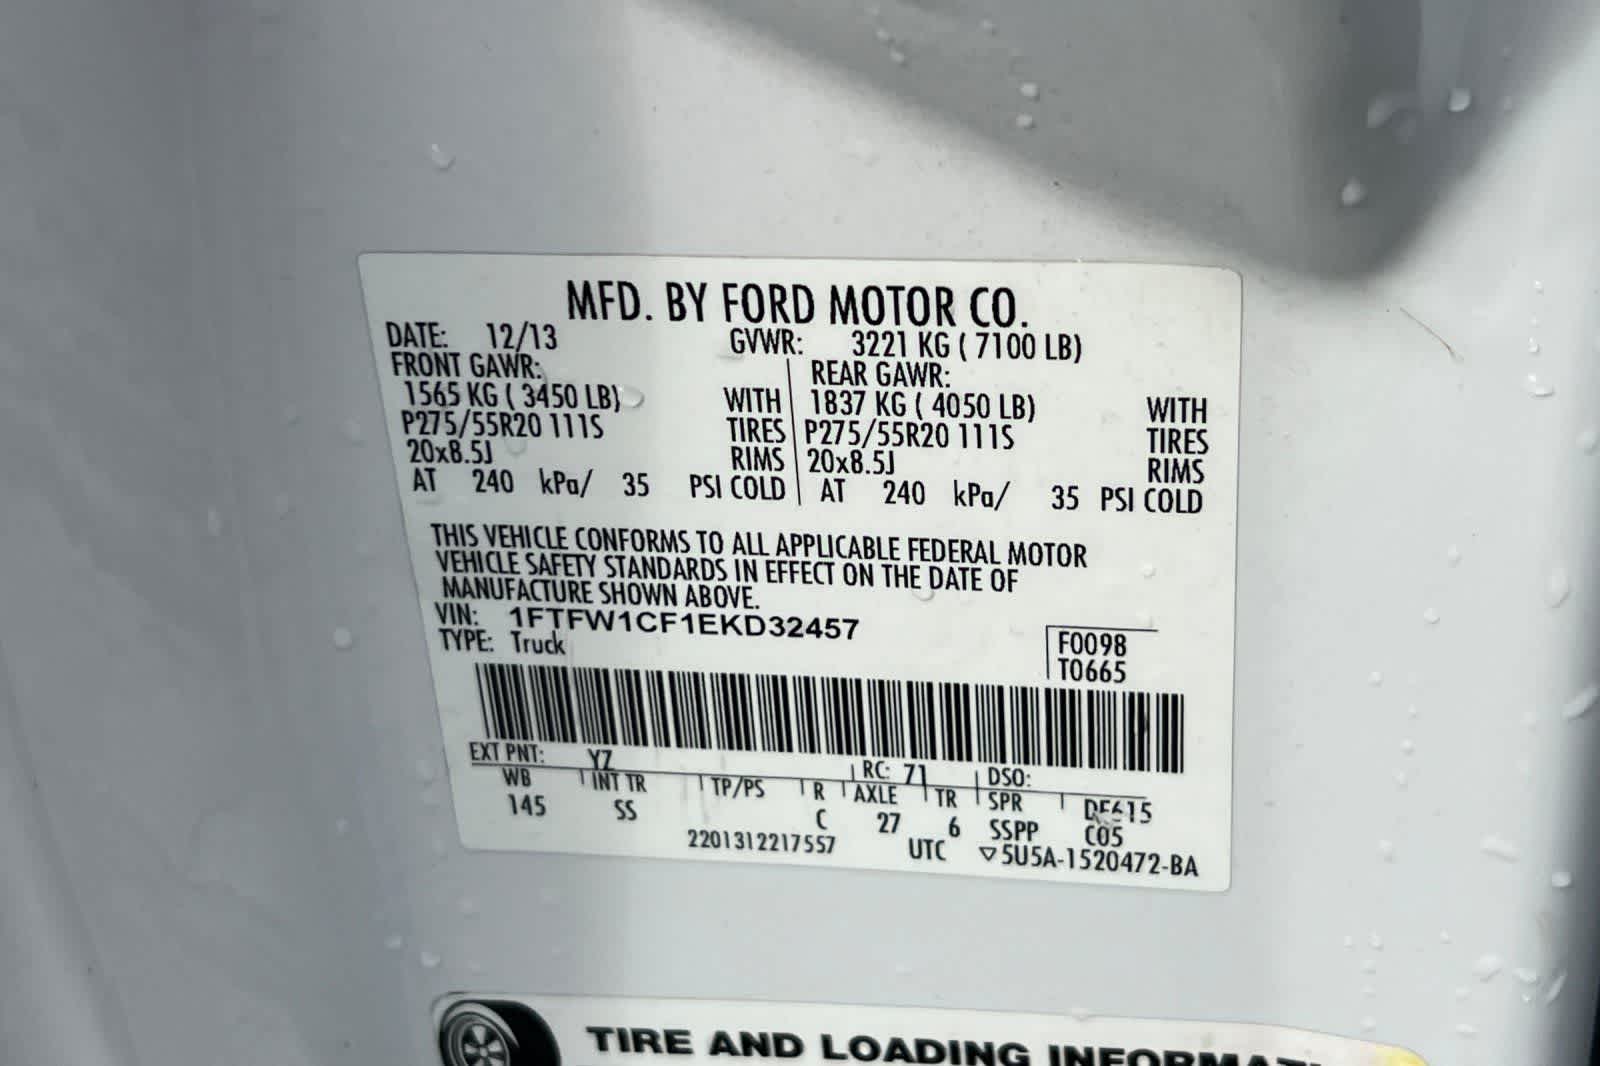 MFD. BY FORD MOTOR CO.
DATE: 12/13 GVWR: 3221 KG ( 7100 LB)
FRONT GAWR: REAR GAWR:
1565 KG ( 3450 LB) WITH 1837 KG ( 4050 LB) WITH
P275/55R20 111S TIRES P275/55R20 111S TIRES
20x8.5J RIMS 20x8.5J RIMS
AT 240 kPa/ 35 PSI COLD AT 240 kPa/ 35 PSI COLD
THIS VEHICLE CONFORMS TO ALL APPLICABLE FEDERAL MOTOR
VEHICLE SAFETY STANDARDS IN EFFECT ON THE DATE OF
MANUFACTURE SHOWN ABOVE.
VIN: 1FTFW1CF1EKD32457
TYPE: Truck
F0098
T0665
EXT PNT: YZ RC: 71 DSO:
WB INT TR TP/PS R AXLE TR SPR
145 SS C 27 6 SSPP C05
2201312217557 UTC ▽5U5A-1520472-BA
TIRE AND LOADING